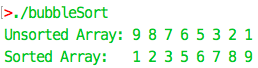 >./bubbleSort
Unsorted Array: 9 8 7 6 5 3 2 1
Sorted Array: 1 2 3 5 6 7 8 9